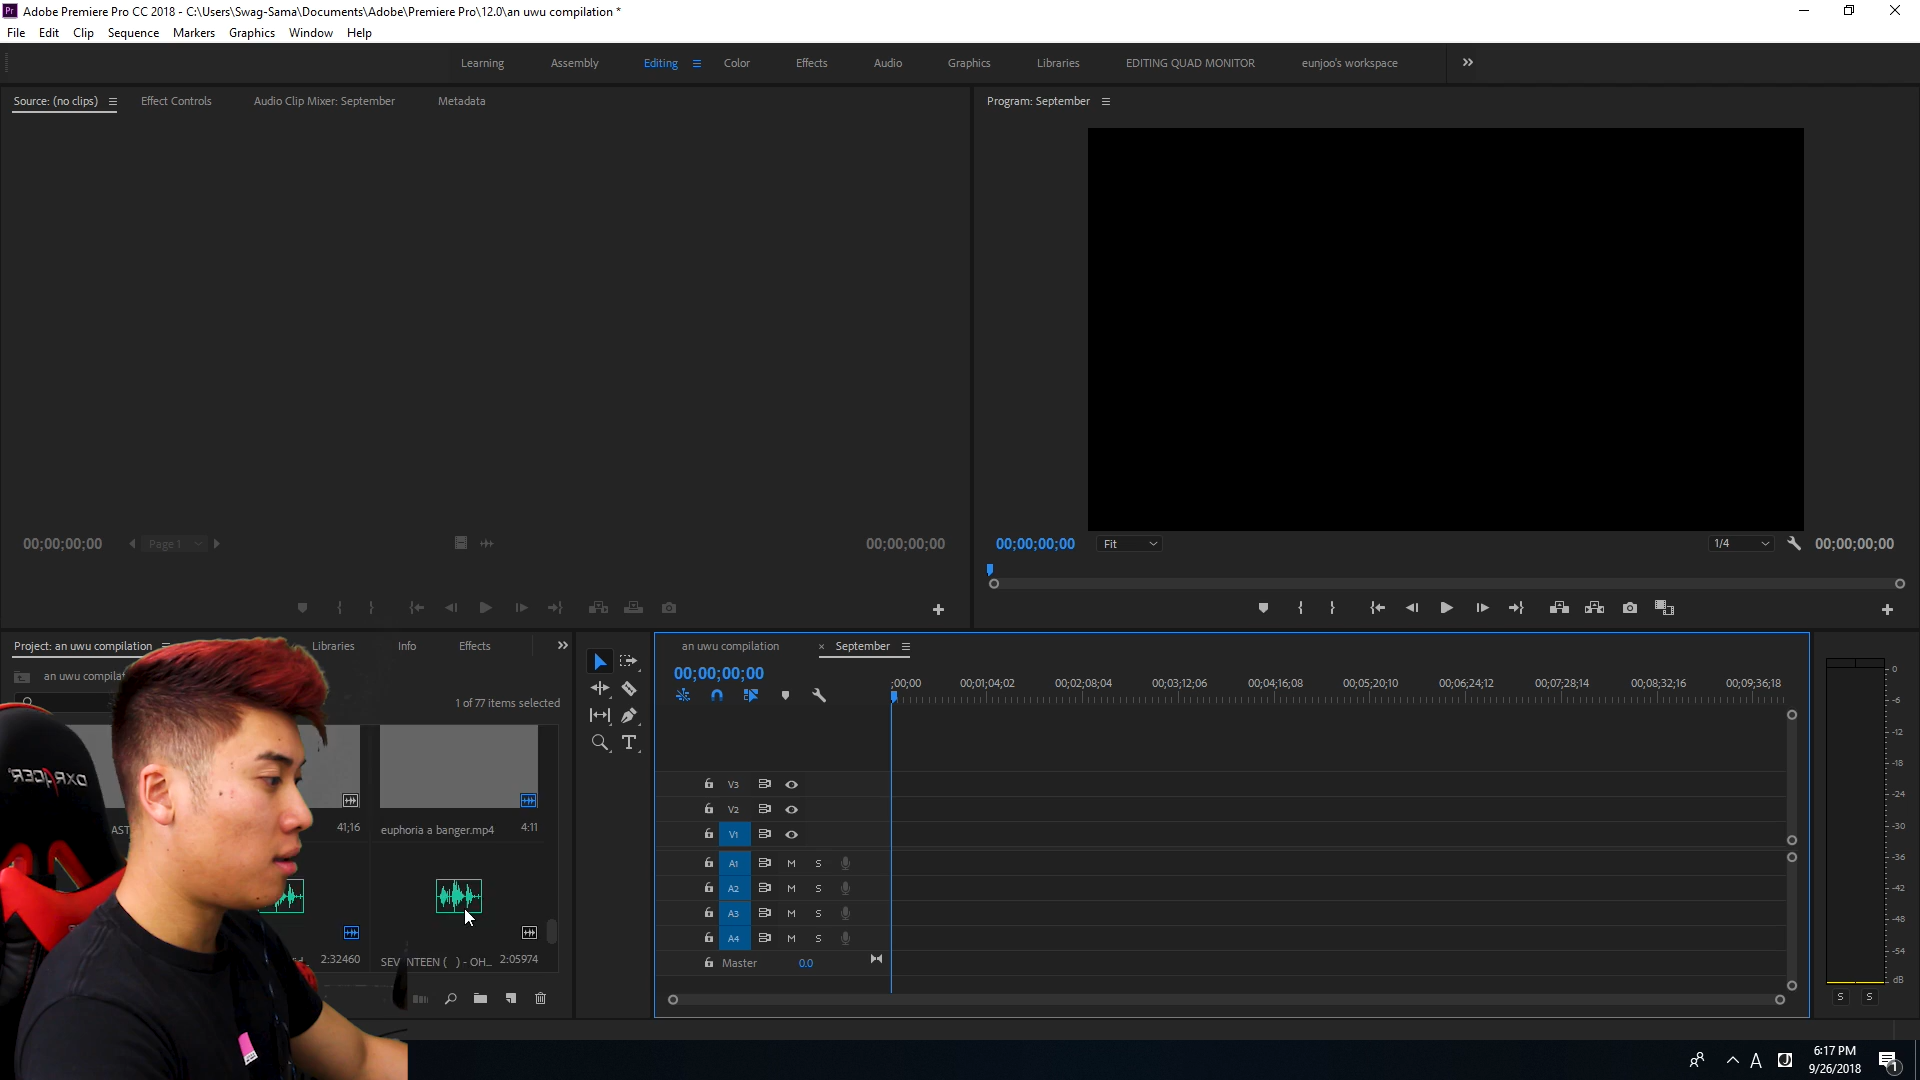 Pr Adobe Premiere Pro CC 2018 - C:\Users\Swag-Sama\Documents\Adobe\Premiere Pro\12.0\an uwu compilation *
File Edit Clip Sequence Markers Graphics Window Help
Learning Assembly Editing Color Effects Audio Graphics Libraries EDITING QUAD MONITOR eunjoo's workspace
Source: (no clips) Effect Controls Audio Clip Mixer: September Metadata
Program: September
00;00;00;00 Page 1 00;00;00;00
00;00;00;00 Fit 1/4 00;00;00;00
Project: an uwu compilation Libraries Info Effects
an uwu compilat
1 of 77 items selected
AST 41;16 euphoria a banger.mp4 4:11
2:32460 SEV NTEEN ( ) - OH... 2:05974
an uwu compilation × September
00;00;00;00
;00;00 00;01;04;02 00;02;08;04 00;03;12;06 00;04;16;08 00;05;20;10 00;06;24;12 00;07;28;14 00;08;32;16 00;09;36;18
V3
V2
V1
A1 M S
A2 M S
A3 M S
A4 M S
Master 0.0
0
-6
-12
-18
-24
-30
-36
-42
-48
-54
dB
S S
DXRACER
A J 6:17 PM
9/26/2018 1